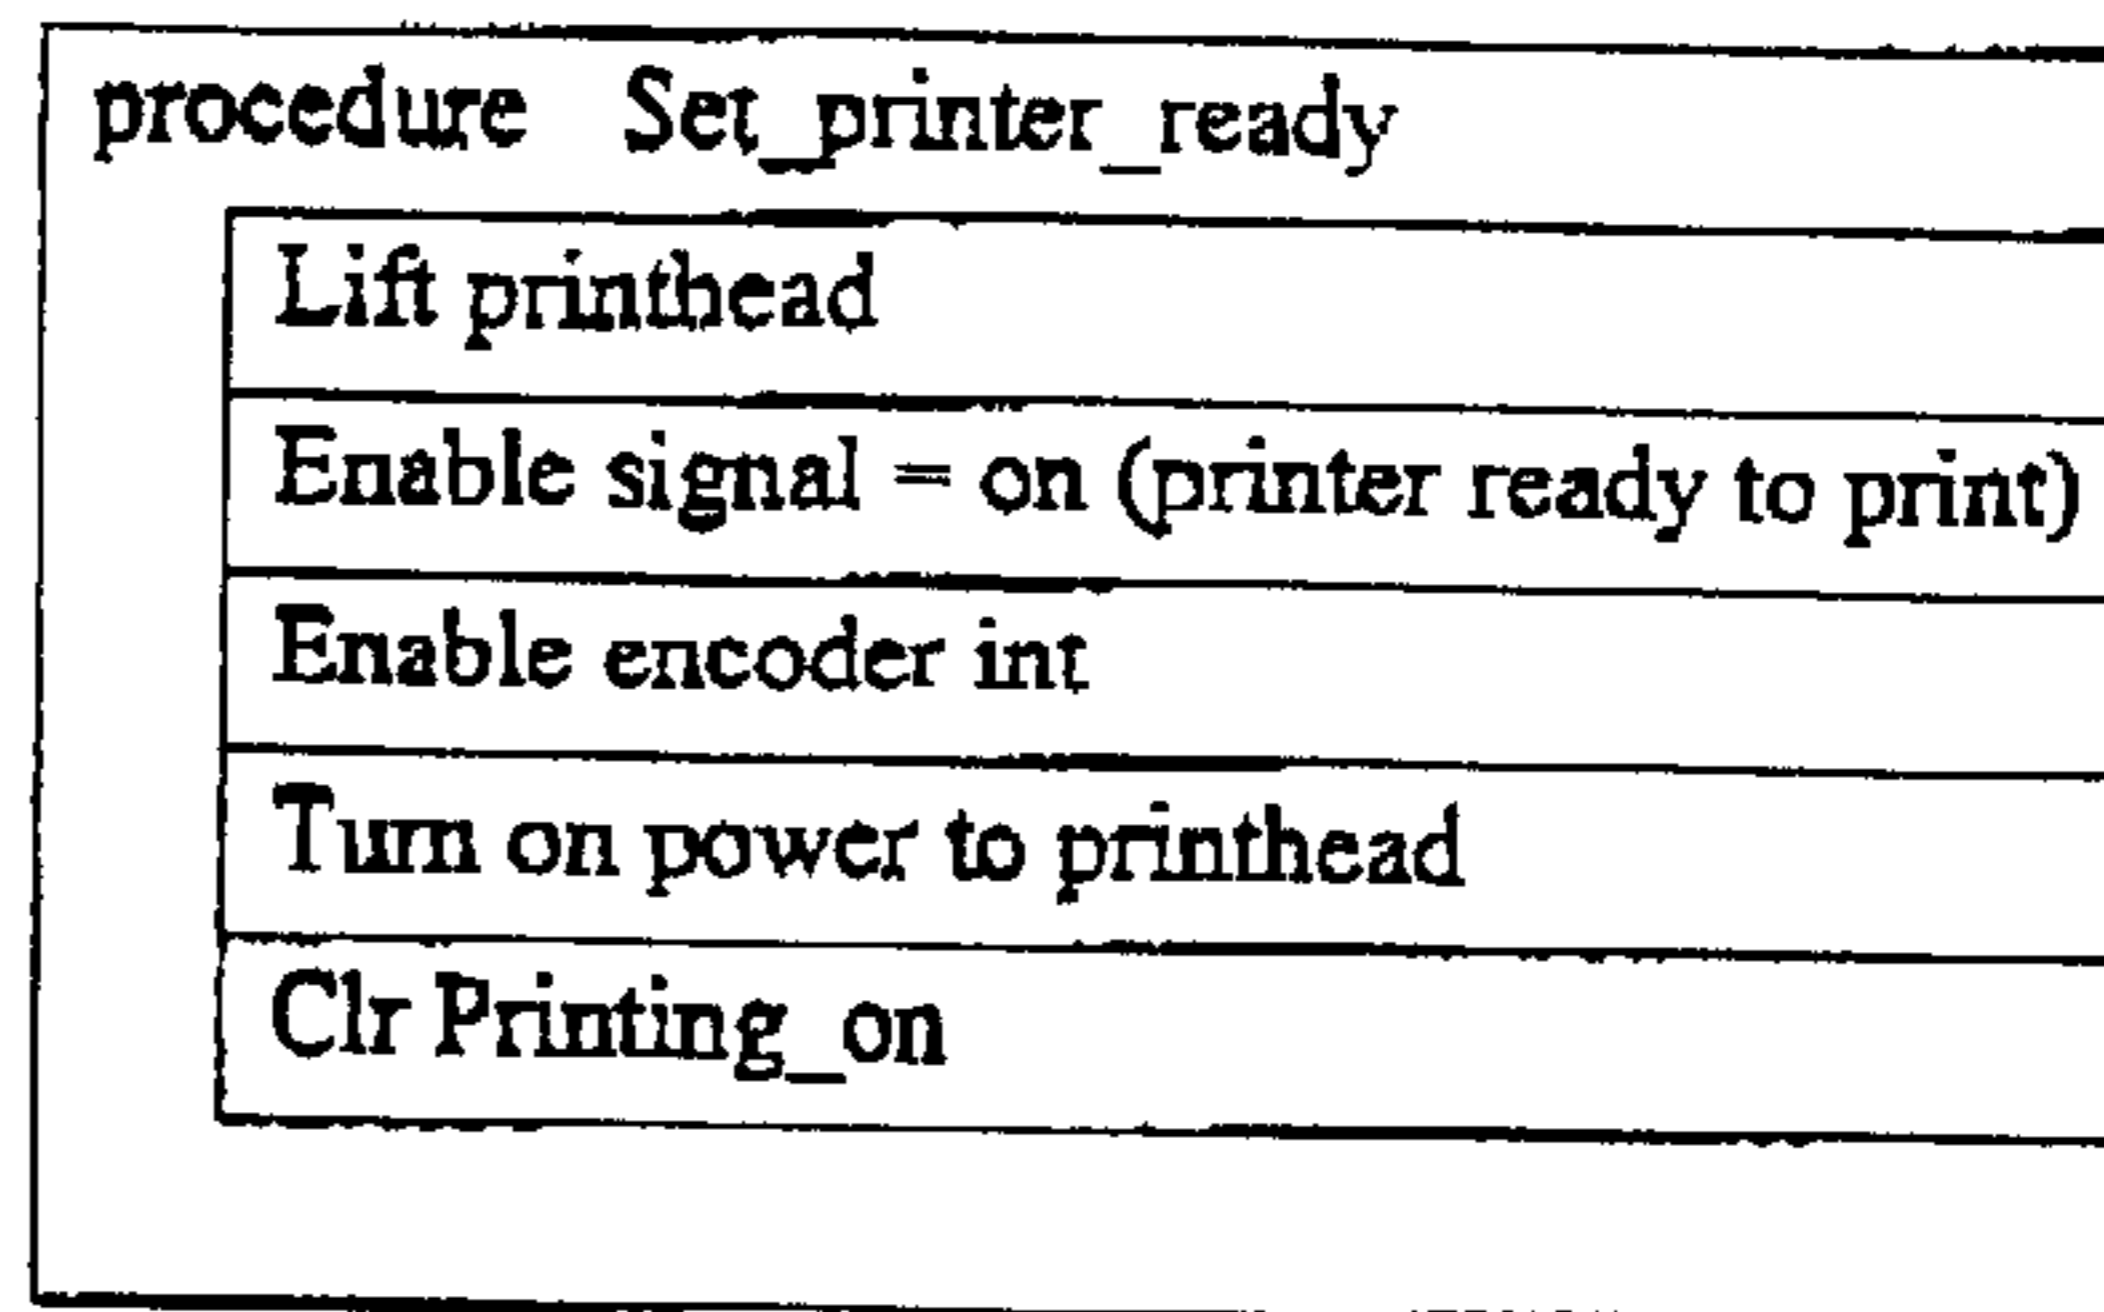 procedure Set_printer_ready
Lift printhead
Enable signal = on (printer ready to print)
Enable encoder int
Turn on power to printhead
Clr Printing_on